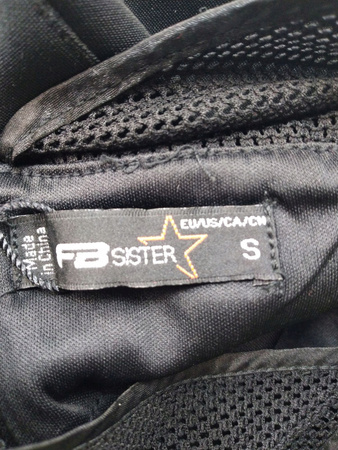 EU/US/CA/CN
FB SISTER
S
Made
in China